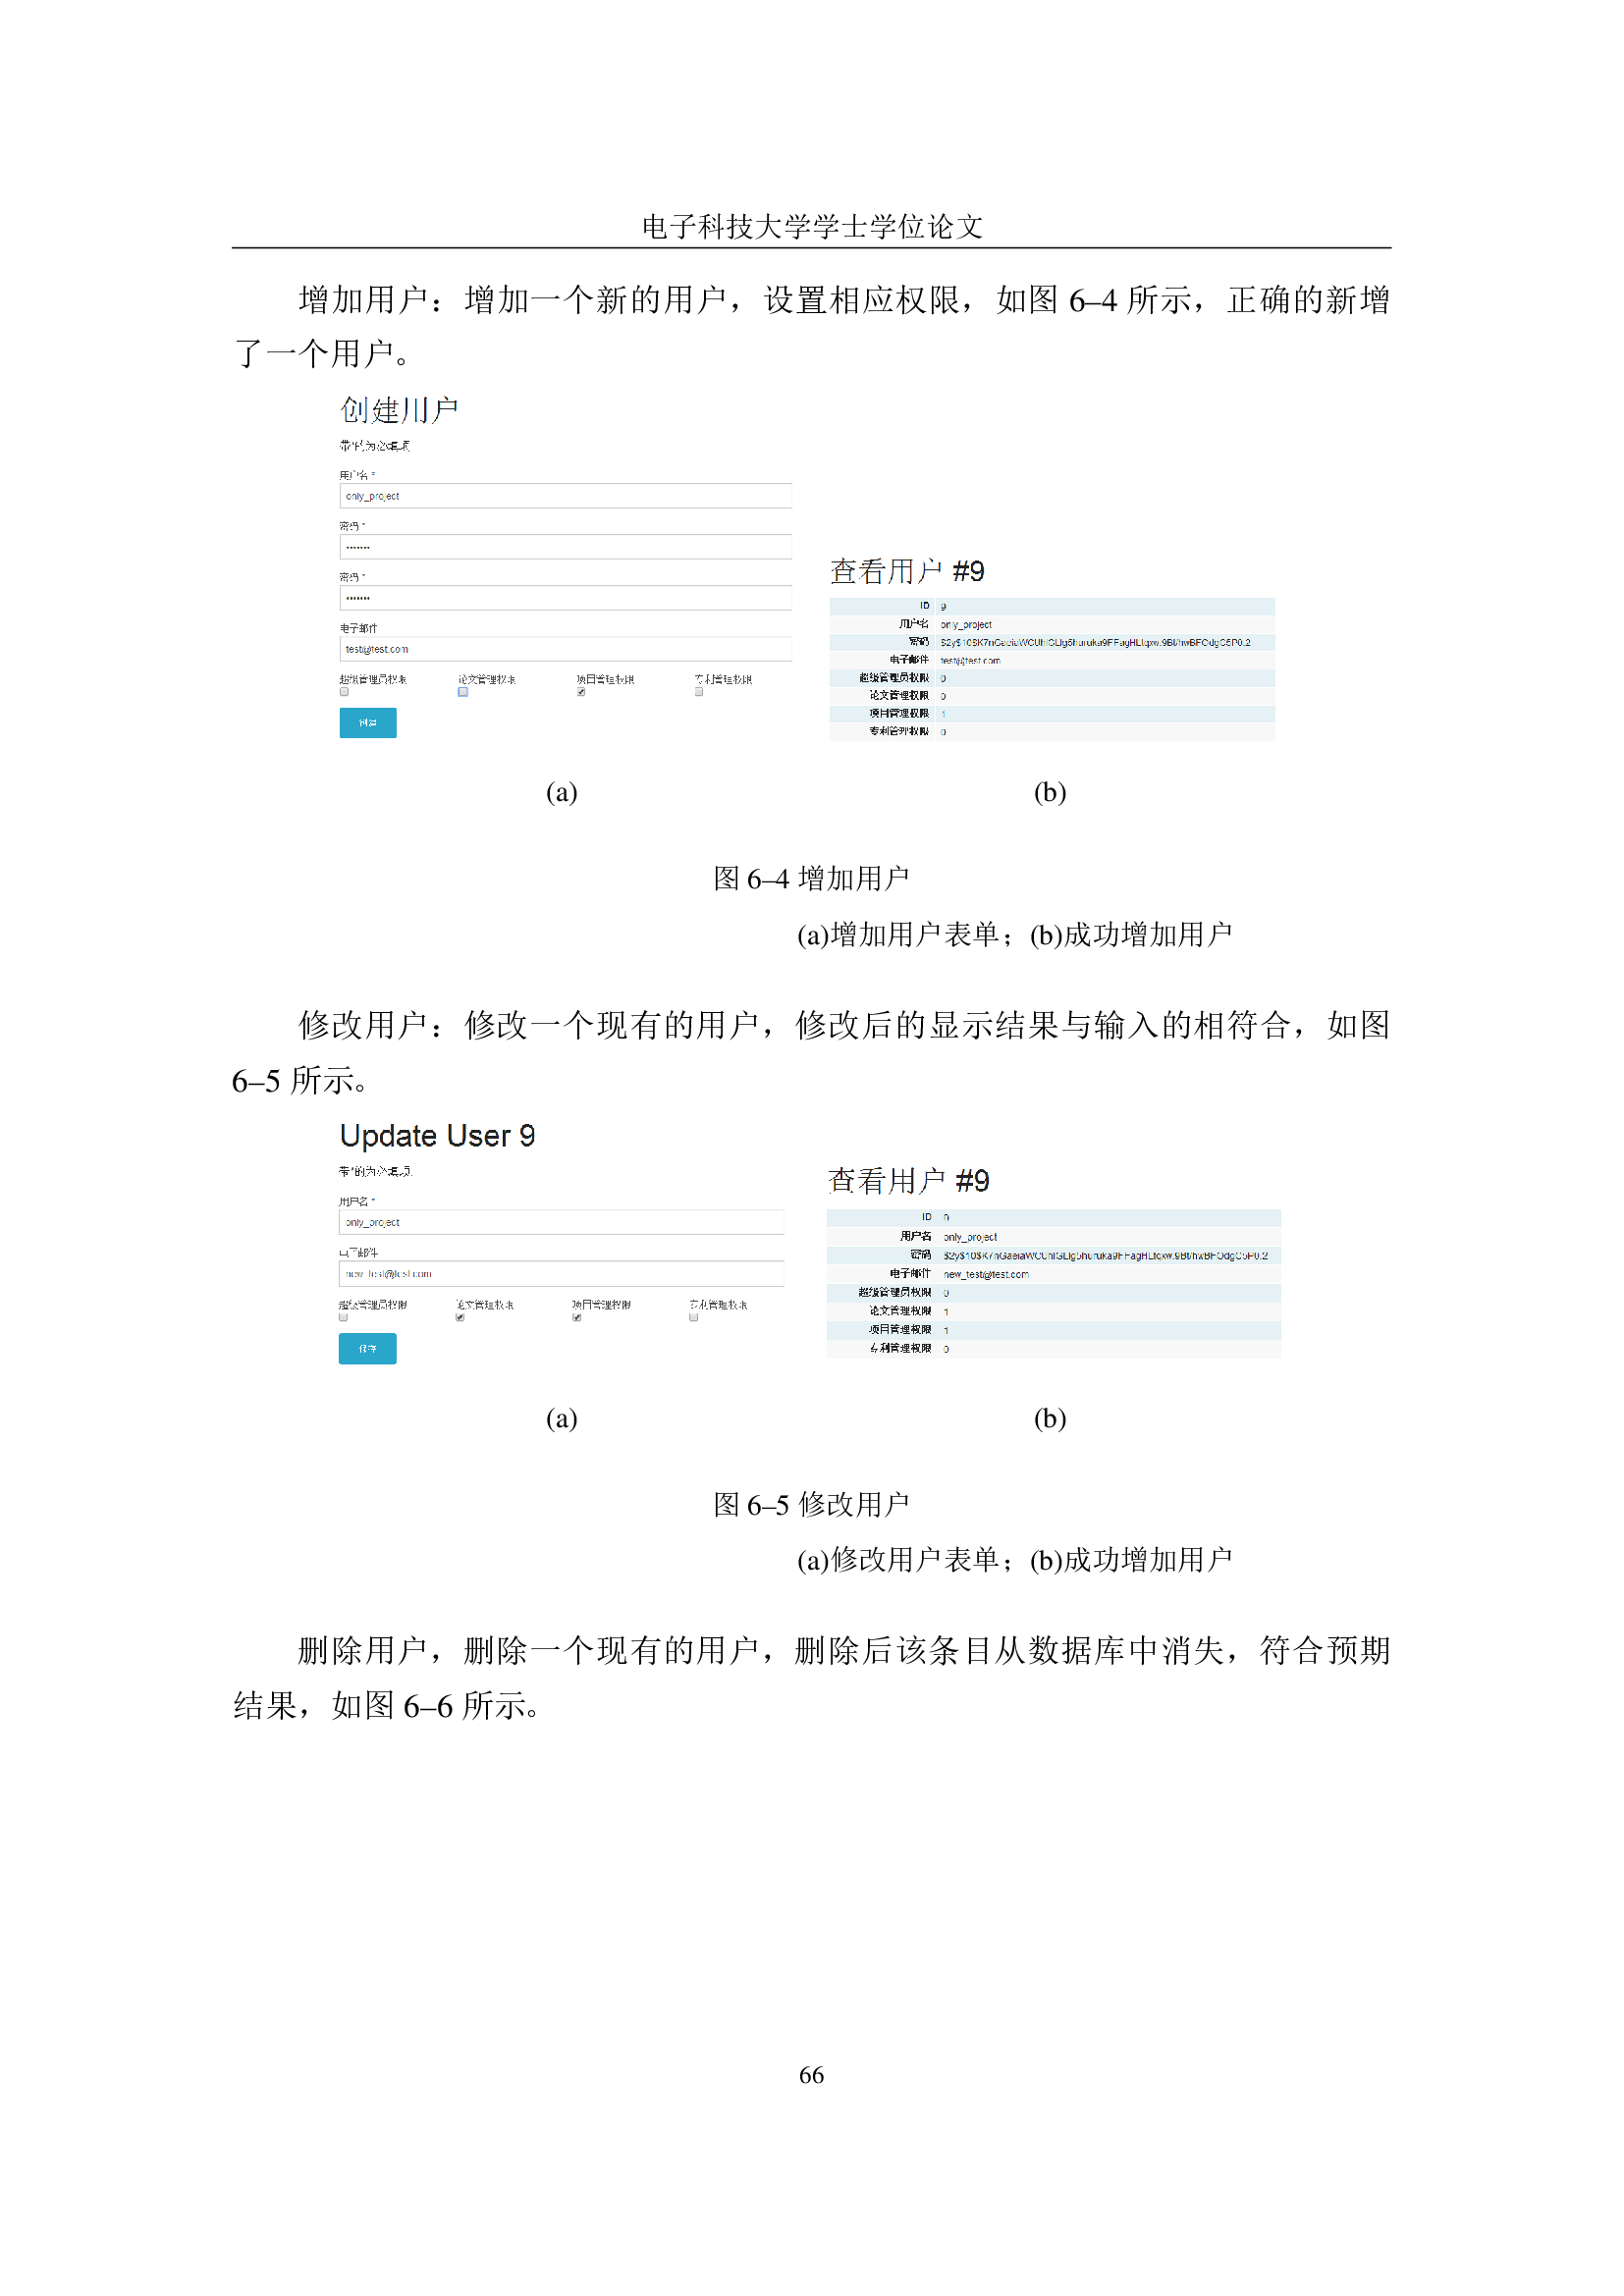 电子科技大学学士学位论文
增加用户：增加一个新的用户，设置相应权限，如图 6–4 所示，正确的新增
了一个用户。
创建用户
带*的为必填项
用户名 *
only_project
密码 *
•••••••
密码 *
•••••••
电子邮件
test@test.com
超级管理员权限 论文管理权限 项目管理权限 专利管理权限
创建
查看用户 #9
ID 9
用户名 only_project
密码
电子邮件 test@test.com
超级管理员权限 0
论文管理权限 0
项目管理权限 1
专利管理权限 0
(a) (b)
图 6–4 增加用户
(a)增加用户表单；(b)成功增加用户
修改用户：修改一个现有的用户，修改后的显示结果与输入的相符合，如图
6–5 所示。
Update User 9
带*的为必填项
用户名 *
only_project
电子邮件
new_test@test.com
超级管理员权限 论文管理权限 项目管理权限 专利管理权限
保存
查看用户 #9
ID 9
用户名 only_project
密码
电子邮件 new_test@test.com
超级管理员权限 0
论文管理权限 1
项目管理权限 1
专利管理权限 0
(a) (b)
图 6–5 修改用户
(a)修改用户表单；(b)成功增加用户
删除用户，删除一个现有的用户，删除后该条目从数据库中消失，符合预期
结果，如图 6–6 所示。
66